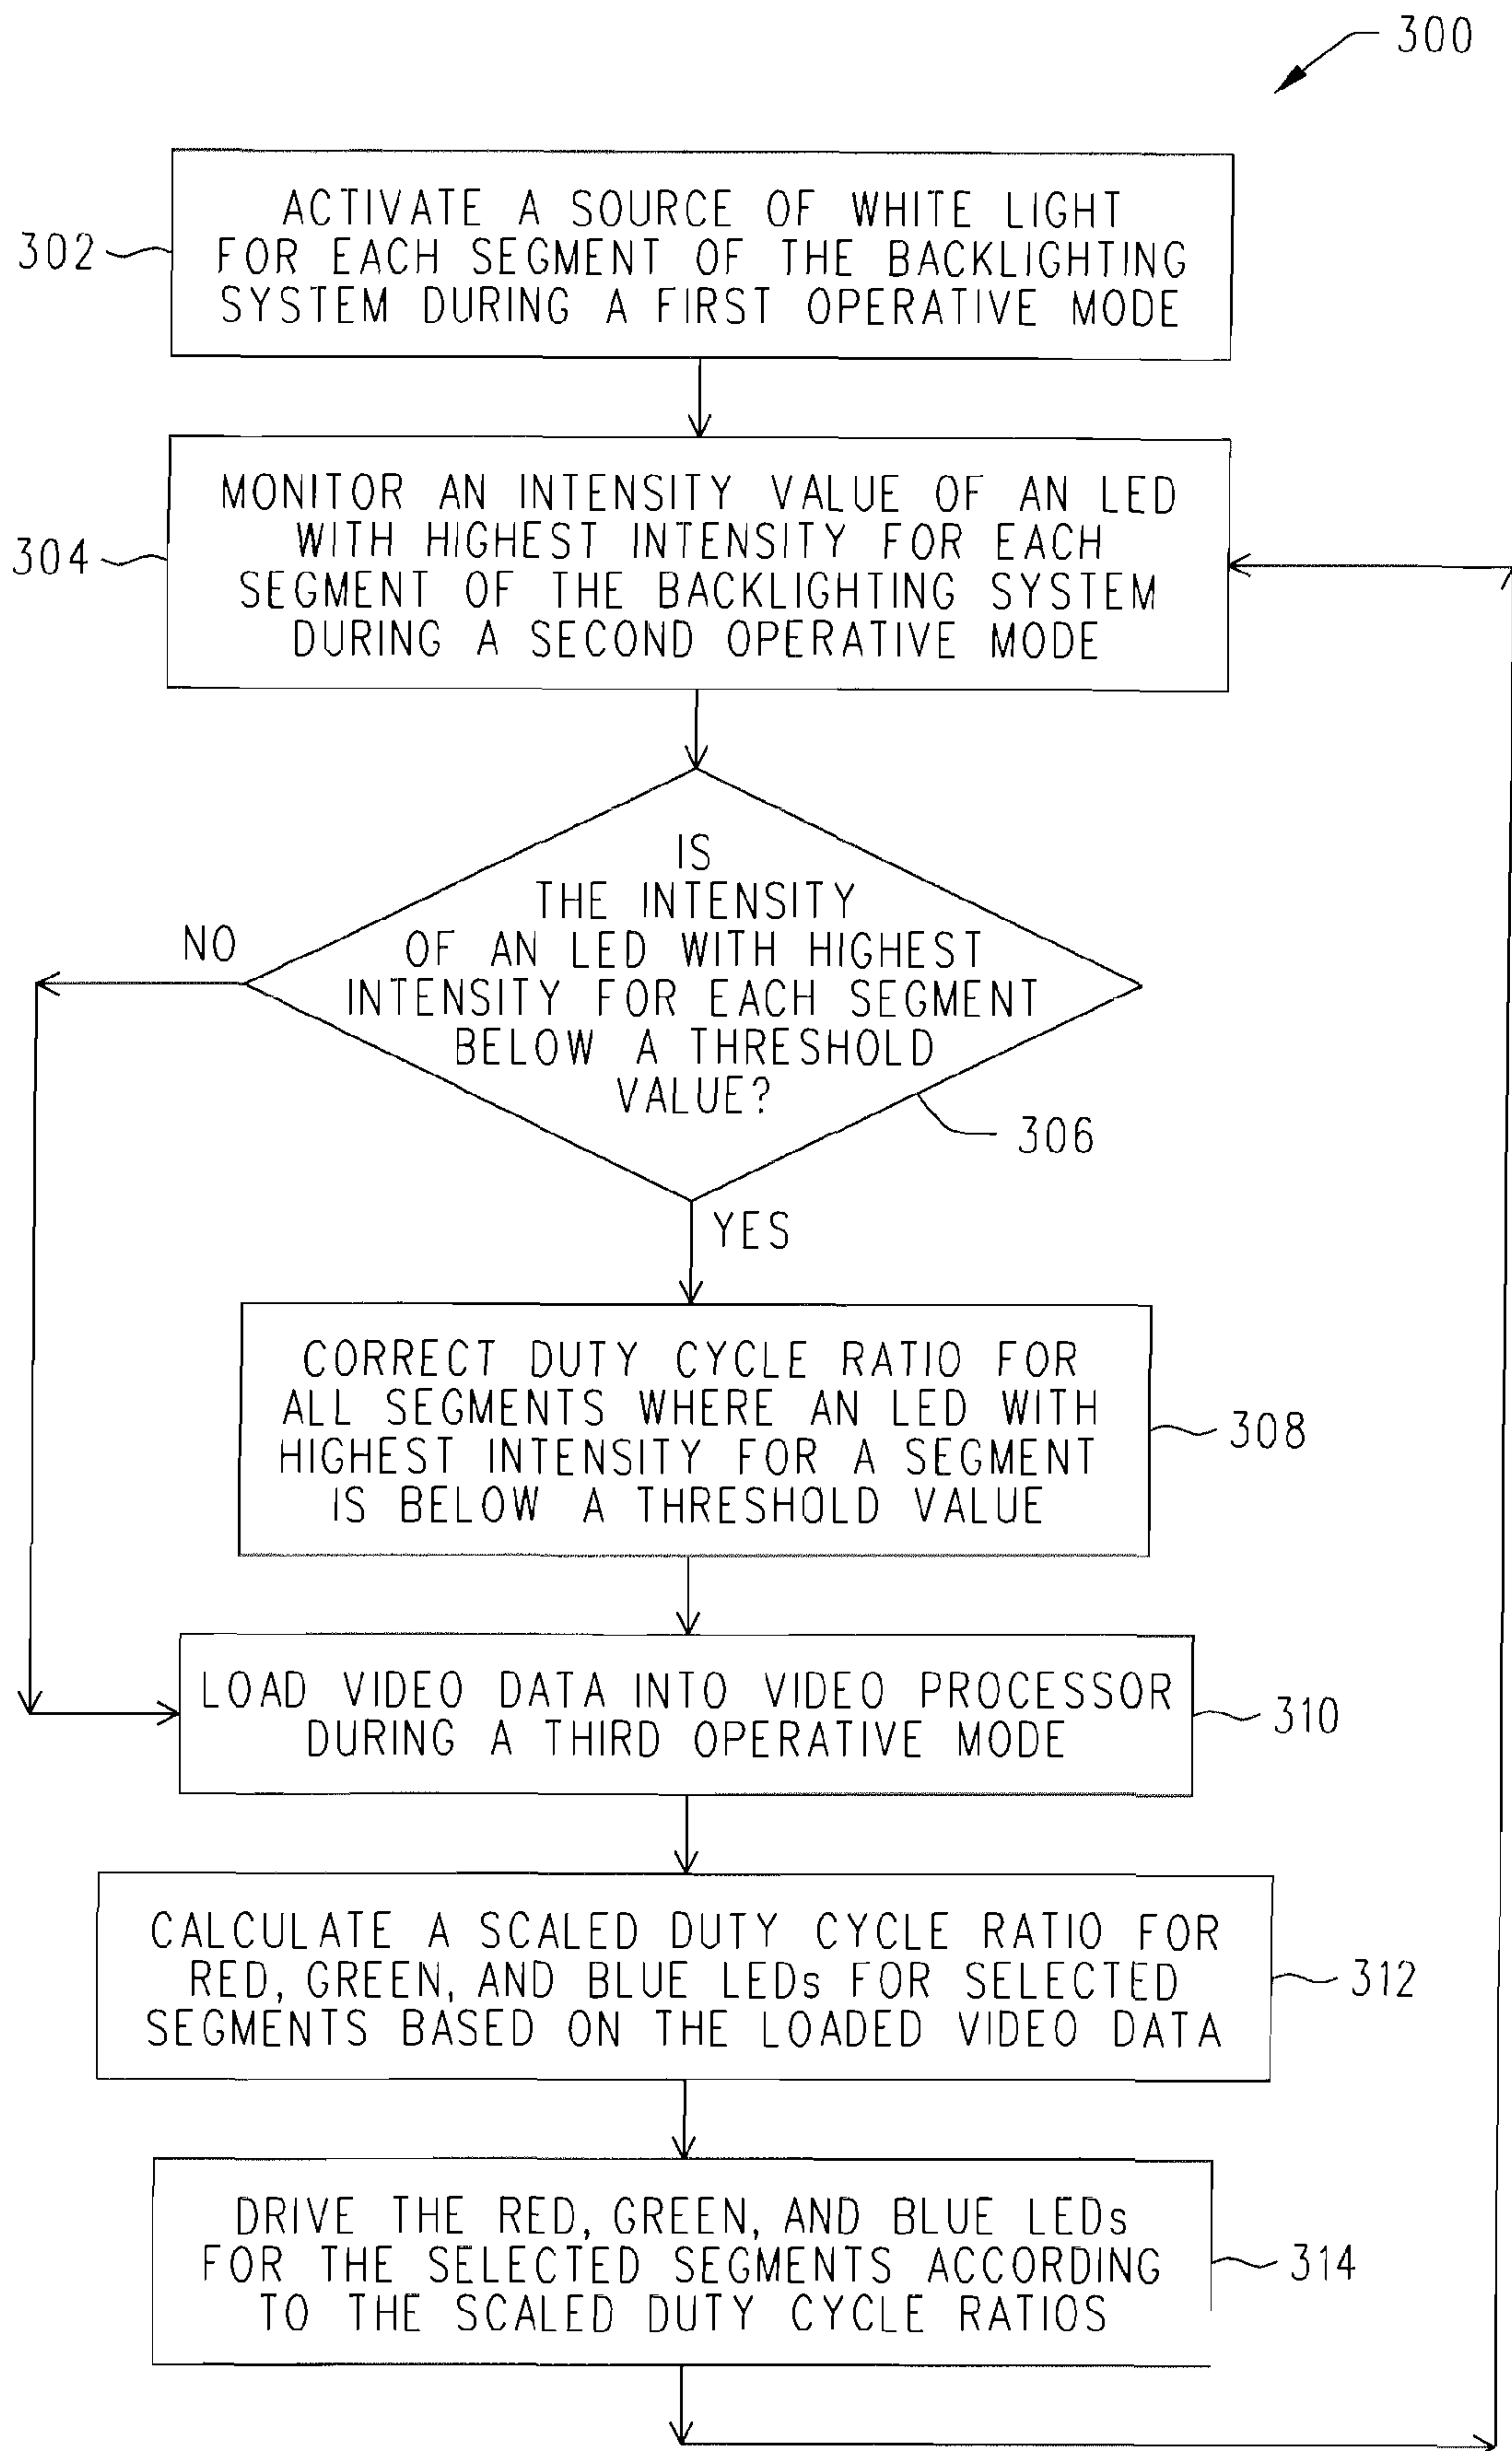 300
ACTIVATE A SOURCE OF WHITE LIGHT
FOR EACH SEGMENT OF THE BACKLIGHTING
SYSTEM DURING A FIRST OPERATIVE MODE
302
MONITOR AN INTENSITY VALUE OF AN LED
WITH HIGHEST INTENSITY FOR EACH
SEGMENT OF THE BACKLIGHTING SYSTEM
DURING A SECOND OPERATIVE MODE
304
IS
THE INTENSITY
OF AN LED WITH HIGHEST
INTENSITY FOR EACH SEGMENT
BELOW A THRESHOLD
VALUE?
NO
306
YES
CORRECT DUTY CYCLE RATIO FOR
ALL SEGMENTS WHERE AN LED WITH
HIGHEST INTENSITY FOR A SEGMENT
IS BELOW A THRESHOLD VALUE
308
LOAD VIDEO DATA INTO VIDEO PROCESSOR
DURING A THIRD OPERATIVE MODE
310
CALCULATE A SCALED DUTY CYCLE RATIO FOR
RED, GREEN, AND BLUE LEDs FOR SELECTED
SEGMENTS BASED ON THE LOADED VIDEO DATA
312
DRIVE THE RED, GREEN, AND BLUE LEDs
FOR THE SELECTED SEGMENTS ACCORDING
TO THE SCALED DUTY CYCLE RATIOS
314